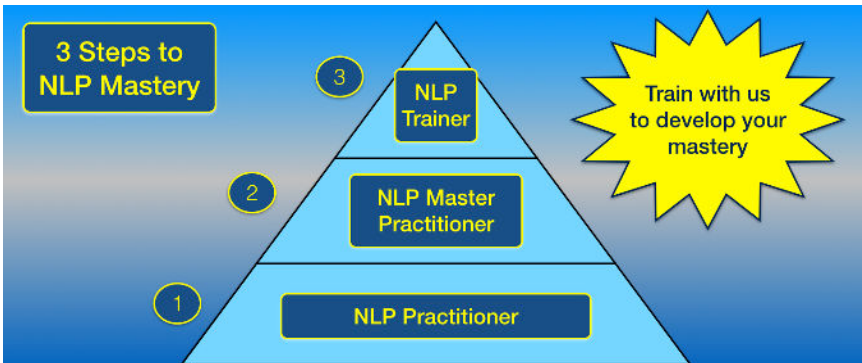 3 Steps to
NLP Mastery
3
NLP
Trainer
Train with us
to develop your
mastery
2
NLP Master
Practitioner
1
NLP Practitioner